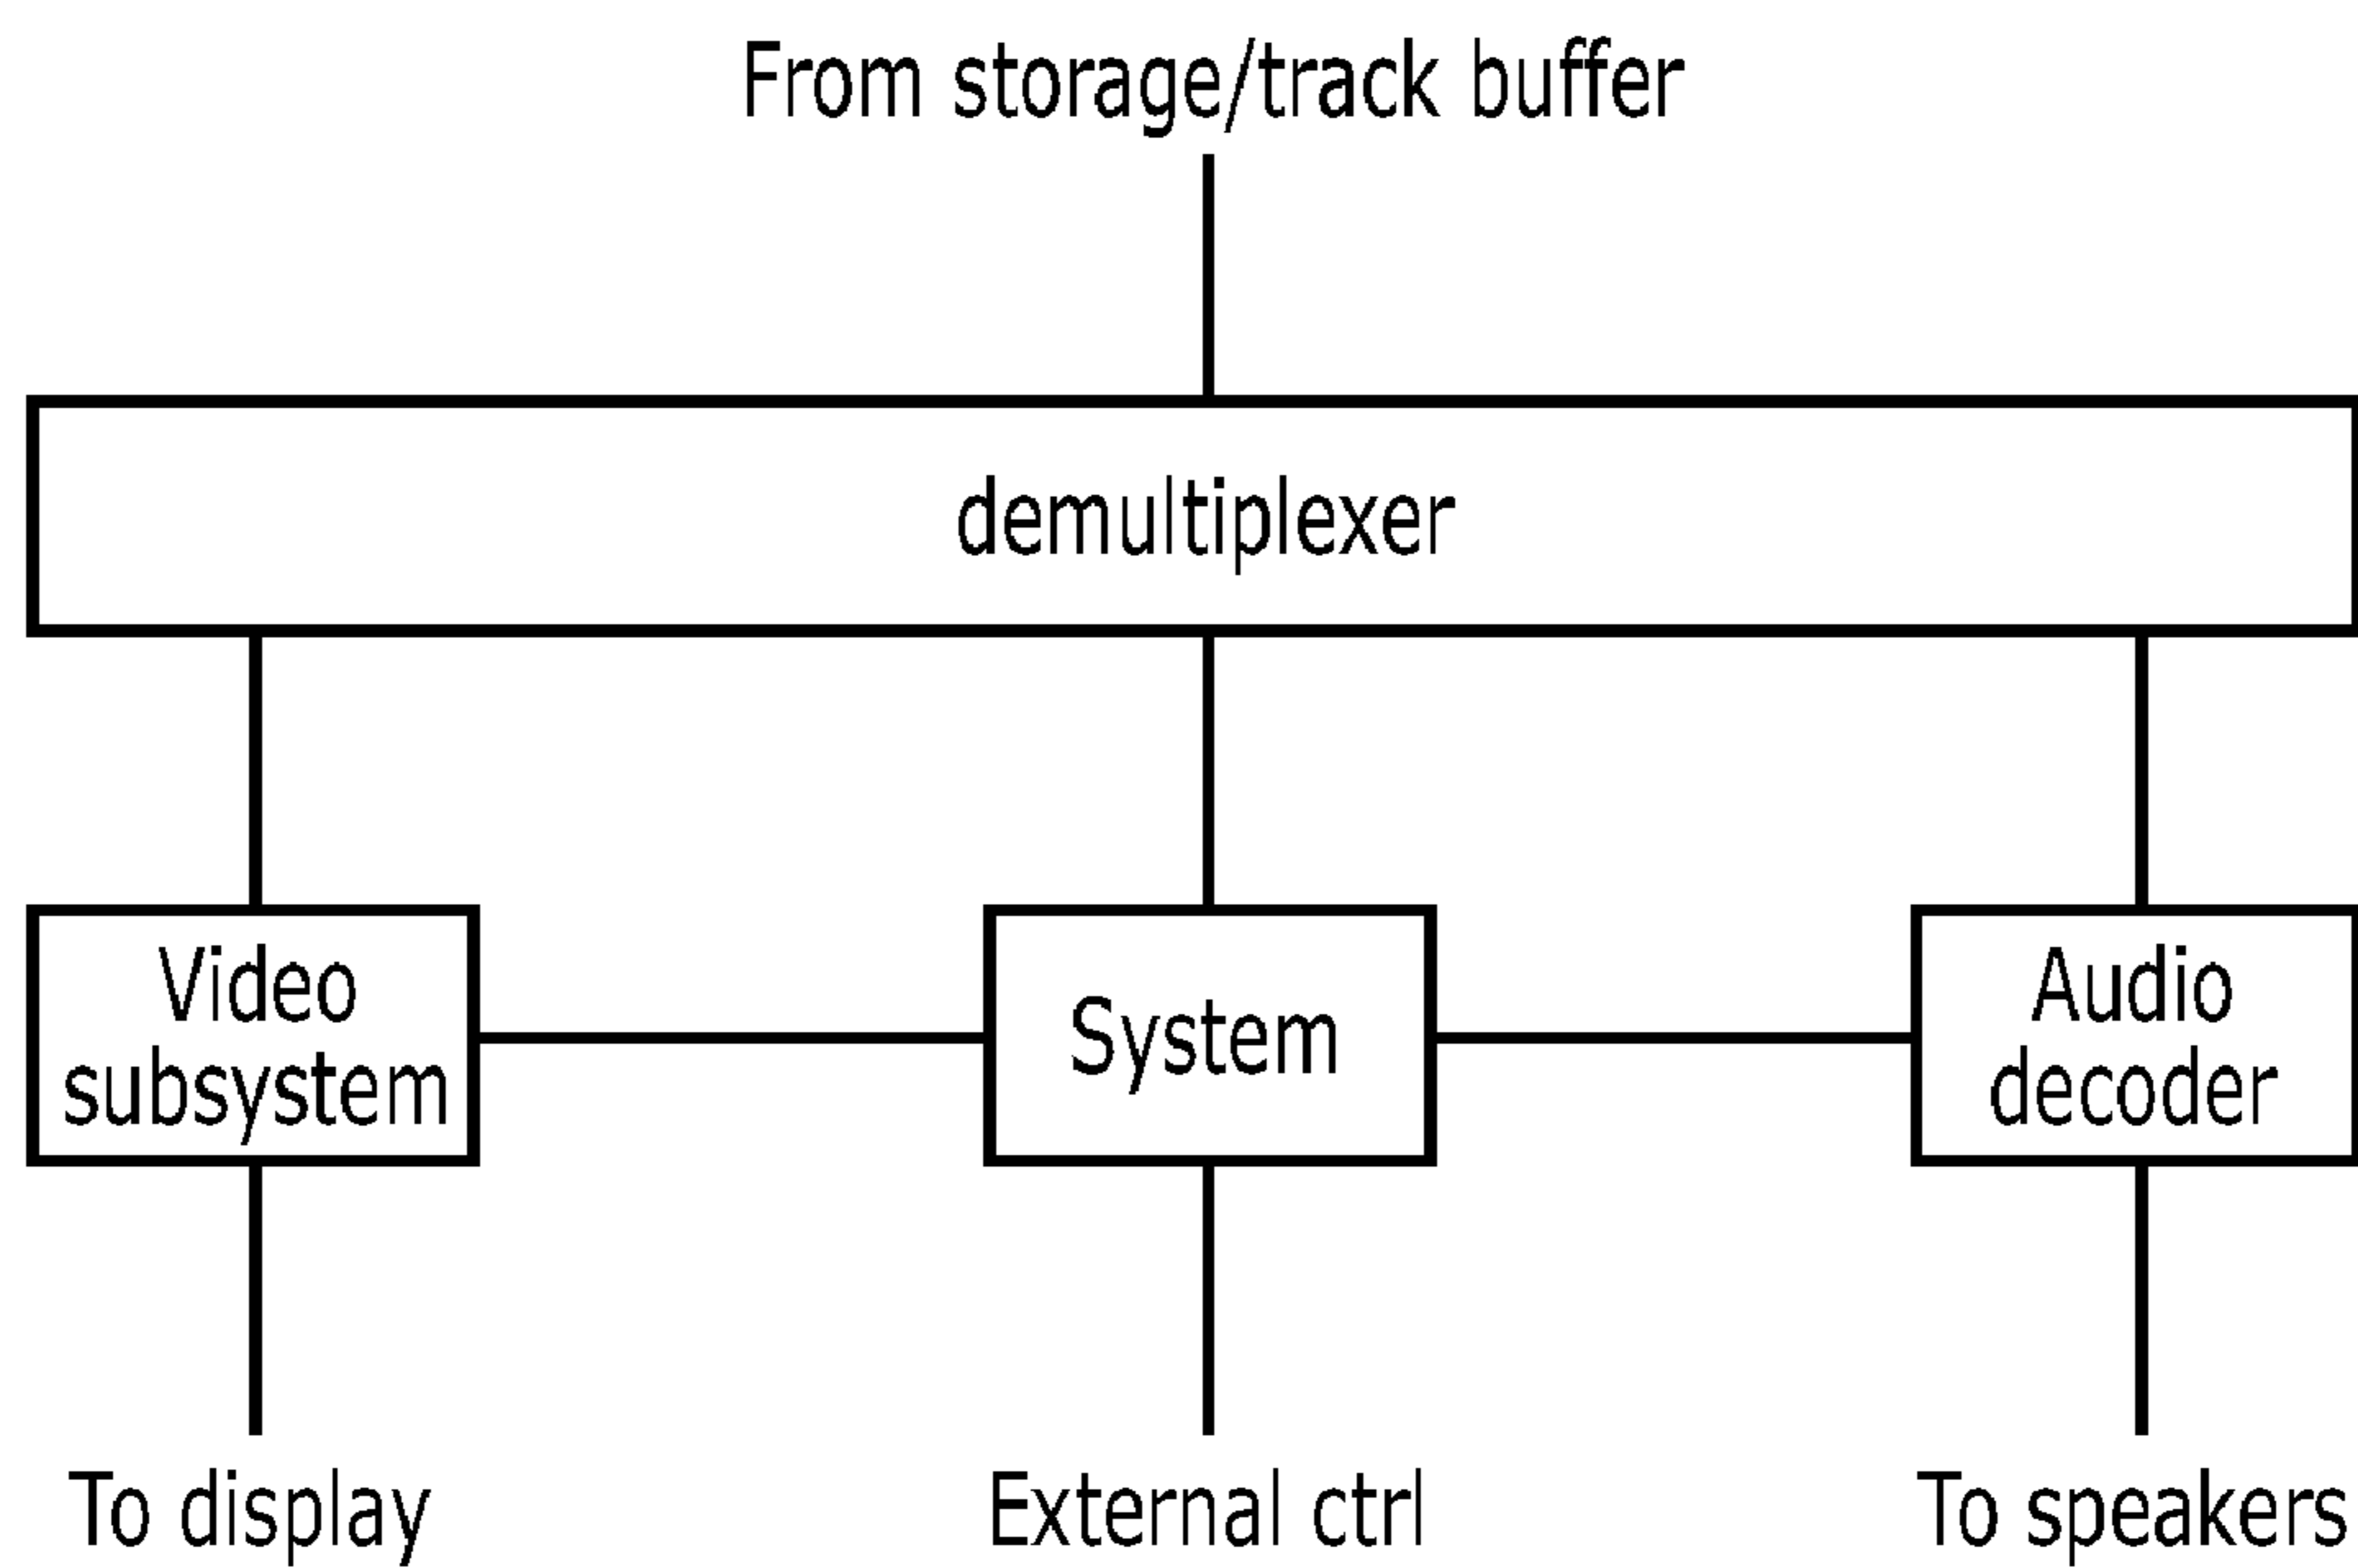 From storage/track buffer
demultiplexer
Video
subsystem
System
Audio
decoder
To display
External ctrl
To speakers